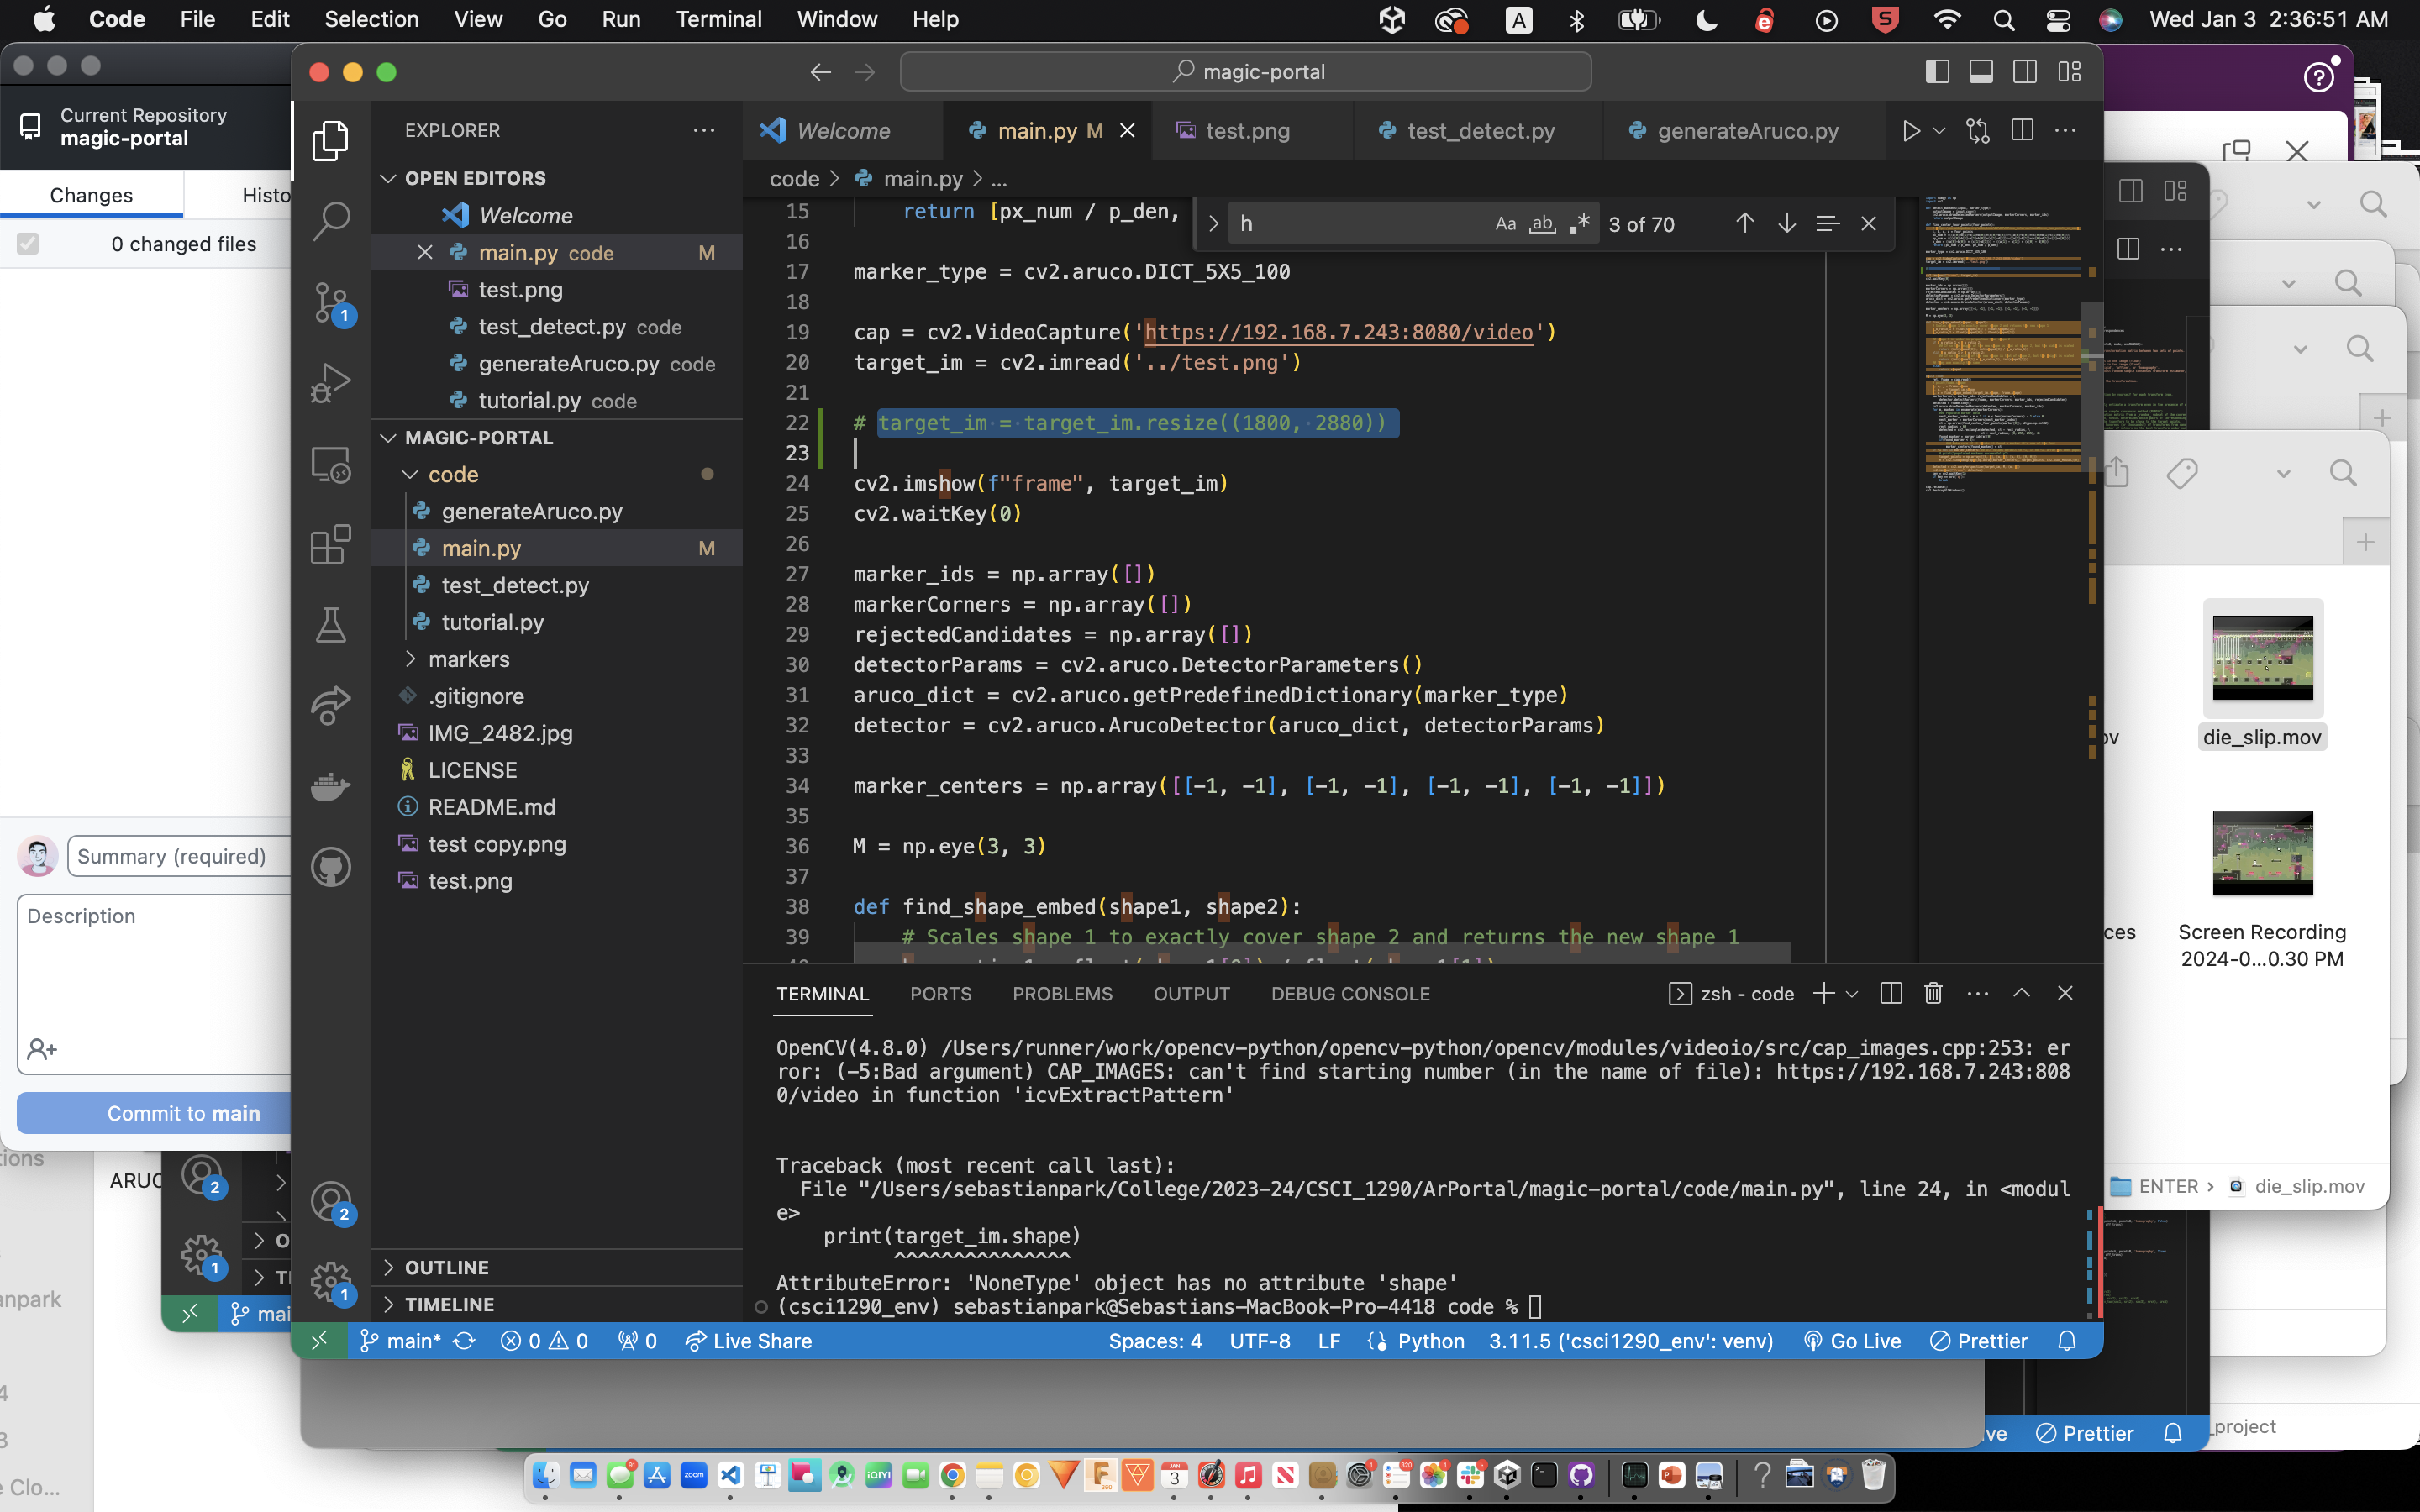 Code File Edit Selection View Go Run Terminal Window Help
Wed Jan 3 2:36:51 AM
Current Repository
magic-portal
Changes
Histo
0 changed files
Summary (required)
Description
Commit to main
magic-portal
EXPLORER
OPEN EDITORS
Welcome
main.py code M
test.png
test_detect.py code
generateAruco.py code
tutorial.py code
MAGIC-PORTAL
code
generateAruco.py
main.py M
test_detect.py
tutorial.py
markers
.gitignore
IMG_2482.jpg
LICENSE
README.md
test copy.png
test.png
OUTLINE
TIMELINE
Welcome
main.py M
test.png
test_detect.py
generateAruco.py
code > main.py > ...
h
Aa ab
3 of 70
15 return [px_num / p_den,
16
17 marker_type = cv2.aruco.DICT_5X5_100
18
19 cap = cv2.VideoCapture('https://192.168.7.243:8080/video')
20 target_im = cv2.imread('../test.png')
21
22 # target_im = target_im.resize((1800, 2880))
23
24 cv2.imshow(f"frame", target_im)
25 cv2.waitKey(0)
26
27 marker_ids = np.array([])
28 markerCorners = np.array([])
29 rejectedCandidates = np.array([])
30 detectorParams = cv2.aruco.DetectorParameters()
31 aruco_dict = cv2.aruco.getPredefinedDictionary(marker_type)
32 detector = cv2.aruco.ArucoDetector(aruco_dict, detectorParams)
33
34 marker_centers = np.array([[-1, -1], [-1, -1], [-1, -1], [-1, -1]])
35
36 M = np.eye(3, 3)
37
38 def find_shape_embed(shape1, shape2):
39 # Scales shape 1 to exactly cover shape 2 and returns the new shape 1
TERMINAL PORTS PROBLEMS OUTPUT DEBUG CONSOLE
zsh - code
OpenCV(4.8.0) /Users/runner/work/opencv-python/opencv-python/opencv/modules/videoio/src/cap_images.cpp:253: er
ror: (-5:Bad argument) CAP_IMAGES: can't find starting number (in the name of file): https://192.168.7.243:808
0/video in function 'icvExtractPattern'
Traceback (most recent call last):
File "/Users/sebastianpark/College/2023-24/CSCI_1290/ArPortal/magic-portal/code/main.py", line 24, in <modul
e>
print(target_im.shape)
^^^^^^^^^^^^^^^
AttributeError: 'NoneType' object has no attribute 'shape'
(csci1290_env) sebastianpark@Sebastians-MacBook-Pro-4418 code %
main* 0 0 0 Live Share
Spaces: 4 UTF-8 LF Python 3.11.5 ('csci1290_env': venv) Go Live Prettier
die_slip.mov
ces
Screen Recording
2024-0...0.30 PM
ENTER > die_slip.mov
tions
ARUC
anpark
mai
e Clo...
ve Prettier
_project